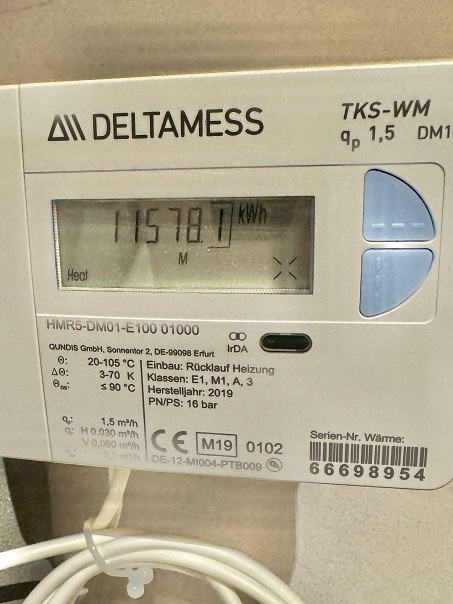 DELTAMESS
TKS-WM
qp 1,5 DM1
11578.1 kWh
M
Heat
HMR5-DM01-E100 01000
IrDA
QUNDIS GmbH, Sonnentor 2, DE-99098 Erfurt
Θ: 20-105 °C
ΔΘ: 3-70 K
≤ 90 °C
Einbau: Rücklauf Heizung
Klassen: E1, M1, A, 3
Herstelljahr: 2019
PN/PS: 16 bar
1,5 m³/h
H 0,030 m³/h
V 0,060 m³/h
CE M19 0102
DE-12-MI004-PTB009
Serien-Nr. Wärme:
66698954